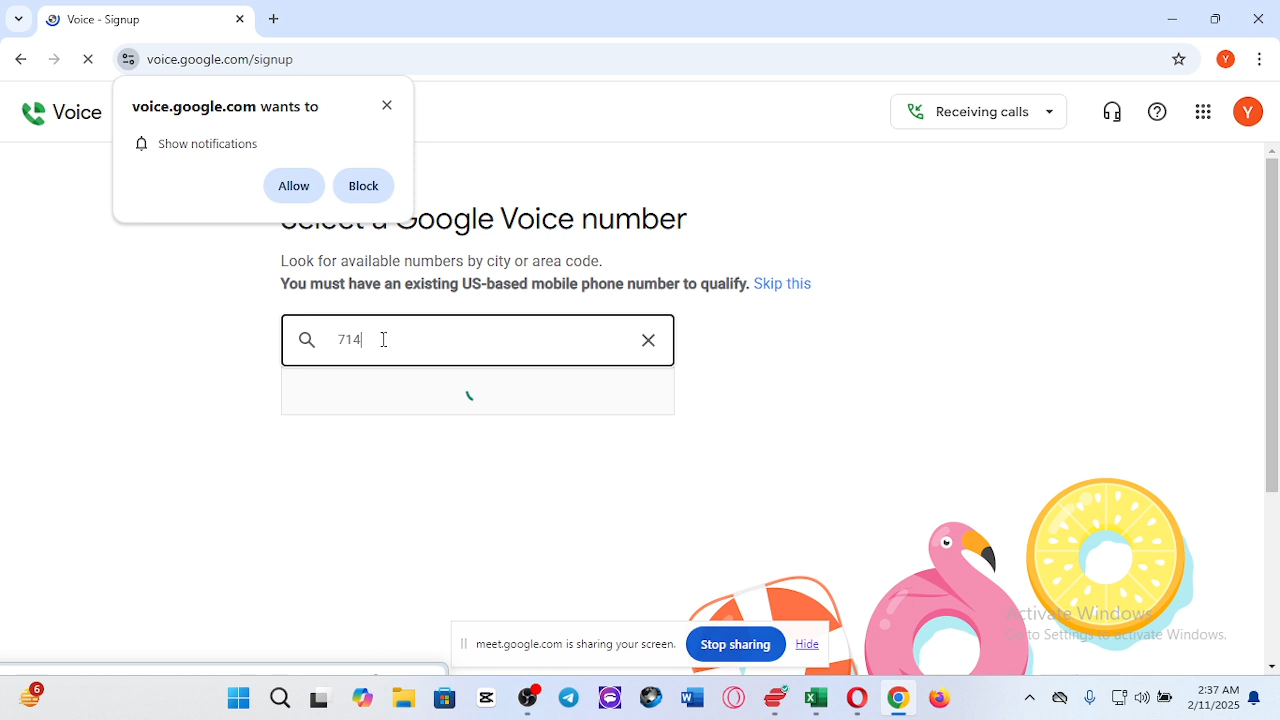 Voice - Signup
voice.google.com/signup
Y
Voice
voice.google.com wants to
Show notifications
Allow
Block
Receiving calls
Y
Google Voice number
Look for available numbers by city or area code.
You must have an existing US-based mobile phone number to qualify. Skip this
714
Activate Windows
Go to Settings to activate Windows.
meet.google.com is sharing your screen.
Stop sharing
Hide
6
2:37 AM
2/11/2025